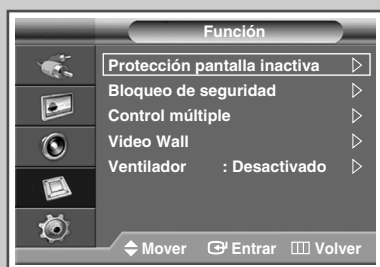 Función
Protección pantalla inactiva
Bloqueo de seguridad
Control múltiple
Video Wall
Ventilador : Desactivado
Mover Entrar Volver